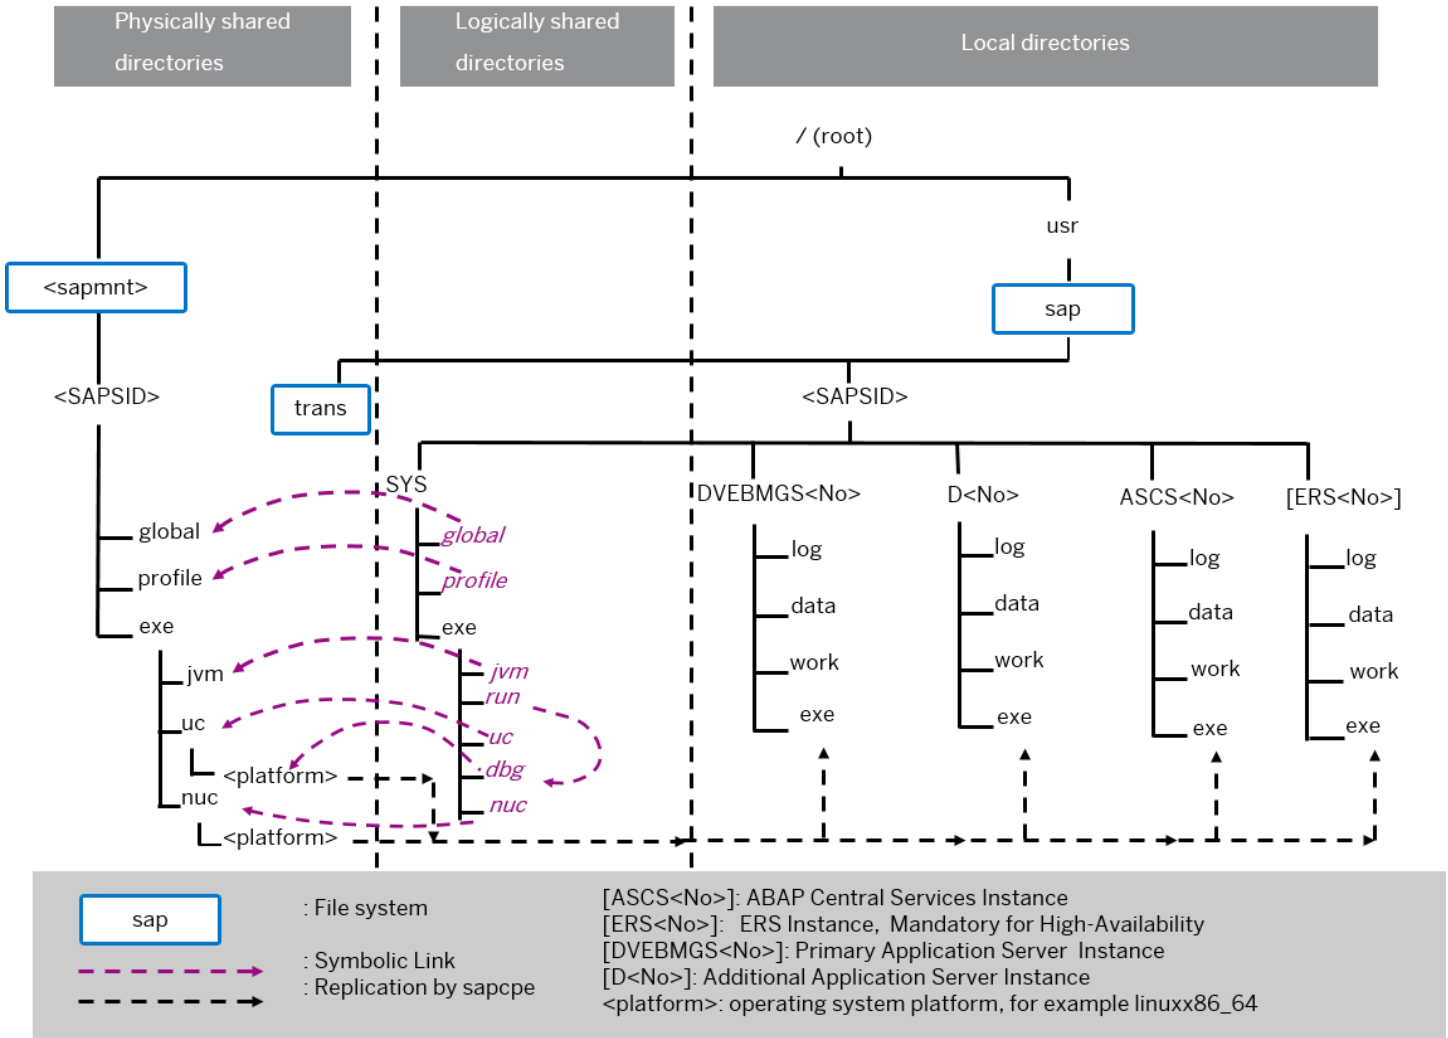 Physically shared
directories
Logically shared
directories
Local directories
/ (root)
usr
<sapmnt>
sap
<SAPSID>
trans
<SAPSID>
SYS
DVEBMGS<No>
D<No>
ASCS<No>
[ERS<No>]
global
profile
exe
jvm
uc
<platform>
nuc
<platform>
global
profile
exe
jvm
run
uc
dbg
nuc
log
data
work
exe
log
data
work
exe
log
data
work
exe
log
data
work
exe
sap
: File system
: Symbolic Link
: Replication by sapcpe
[ASCS<No>]: ABAP Central Services Instance
[ERS<No>]: ERS Instance, Mandatory for High-Availability
[DVEBMGS<No>]: Primary Application Server Instance
[D<No>]: Additional Application Server Instance
<platform>: operating system platform, for example linuxx86_64